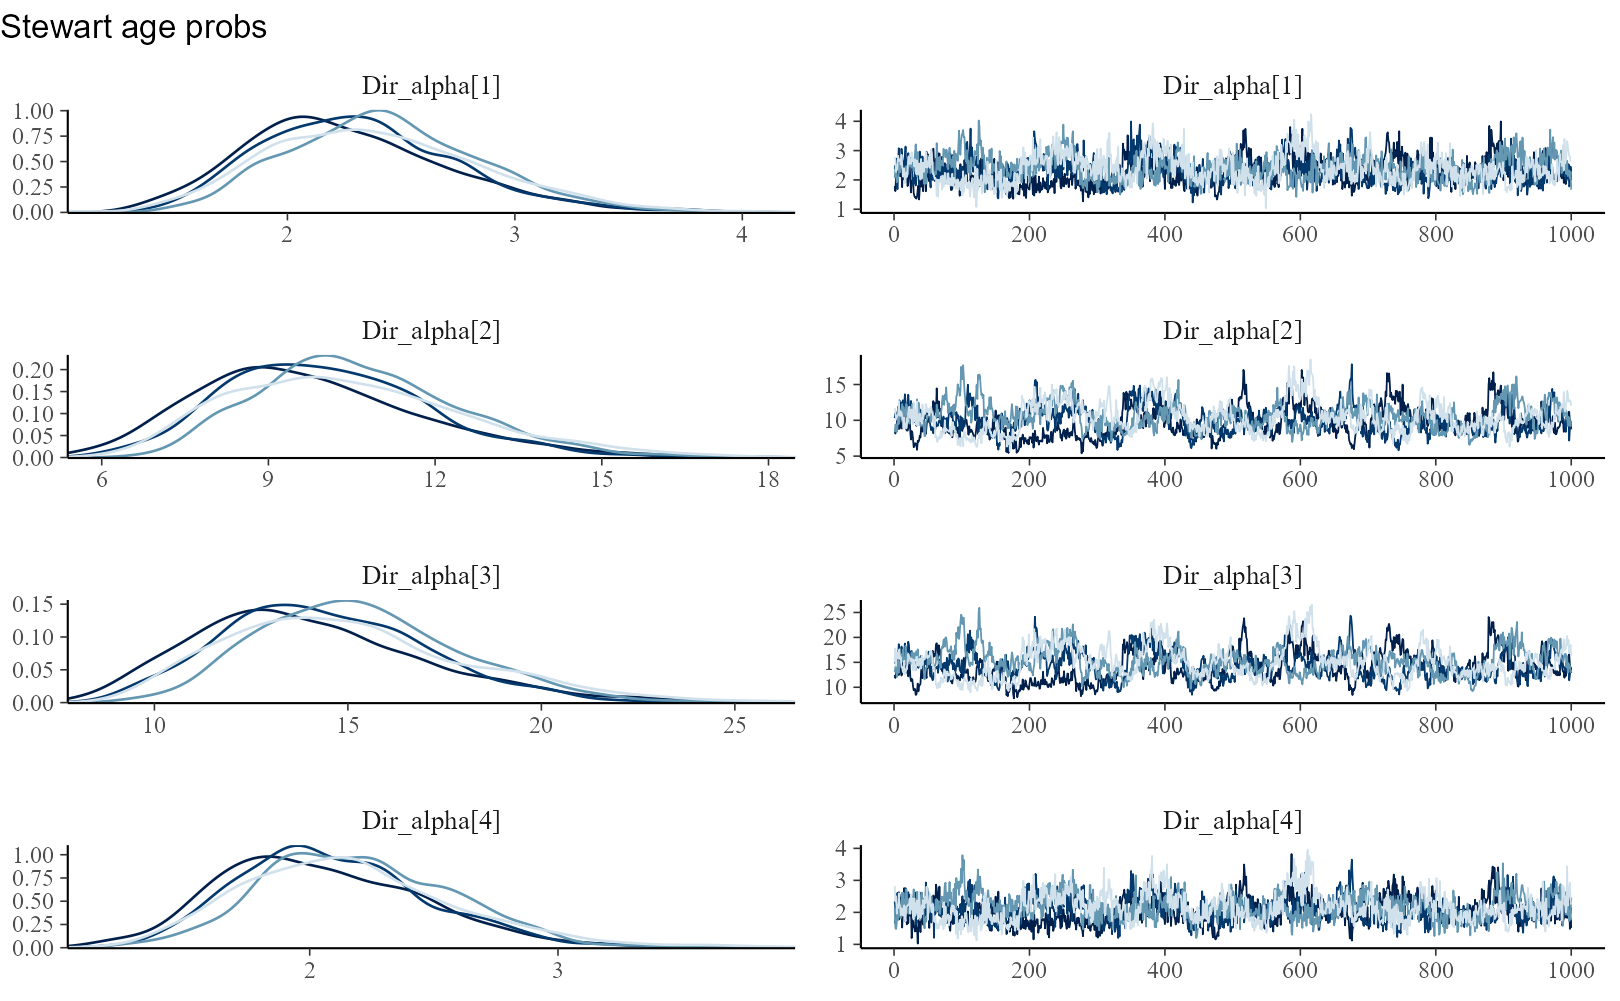 Stewart age probs
Dir_alpha[1] Dir_alpha[1]
1.00
0.75
0.50
0.25
0.00
2 3 4
4
3
2
1
0 200 400 600 800 1000
Dir_alpha[2] Dir_alpha[2]
0.20
0.15
0.10
0.05
0.00
6 9 12 15 18
15
10
5
0 200 400 600 800 1000
Dir_alpha[3] Dir_alpha[3]
0.15
0.10
0.05
0.00
10 15 20 25
25
20
15
10
0 200 400 600 800 1000
Dir_alpha[4] Dir_alpha[4]
1.00
0.75
0.50
0.25
0.00
2 3
4
3
2
1
0 200 400 600 800 1000